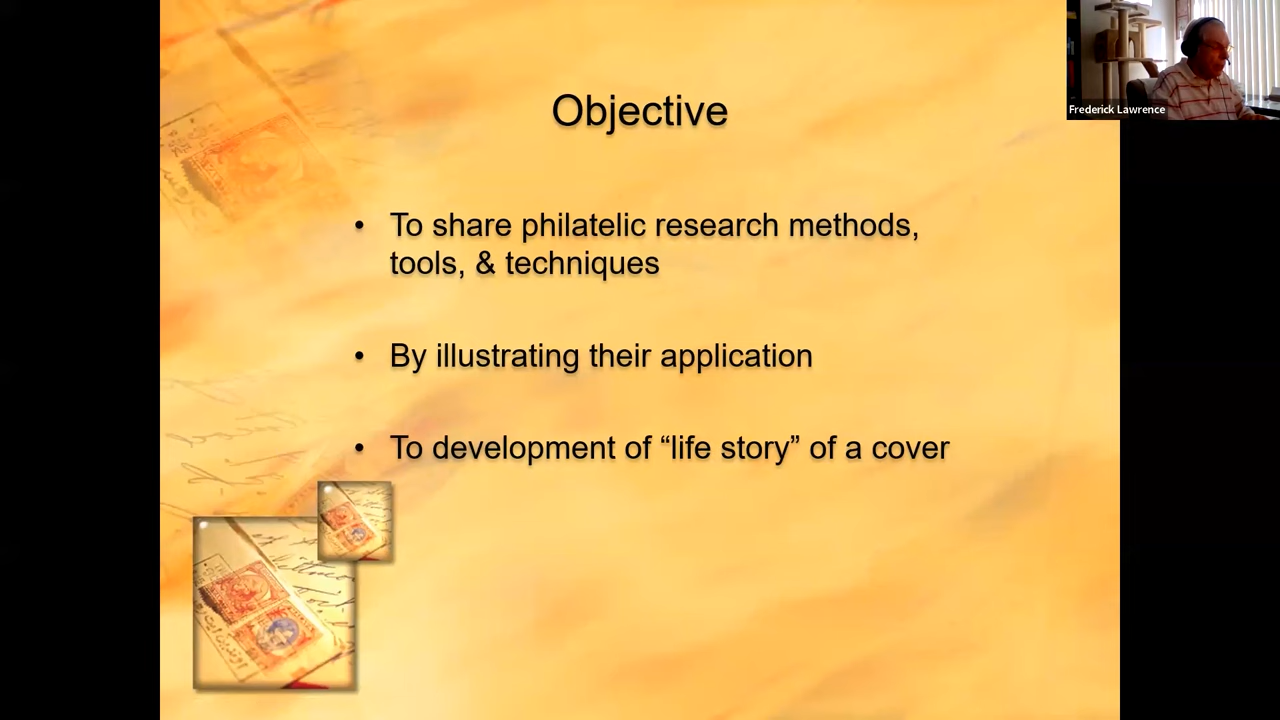 Objective
• To share philatelic research methods,
tools, & techniques
• By illustrating their application
• To development of “life story” of a cover
Frederick Lawrence